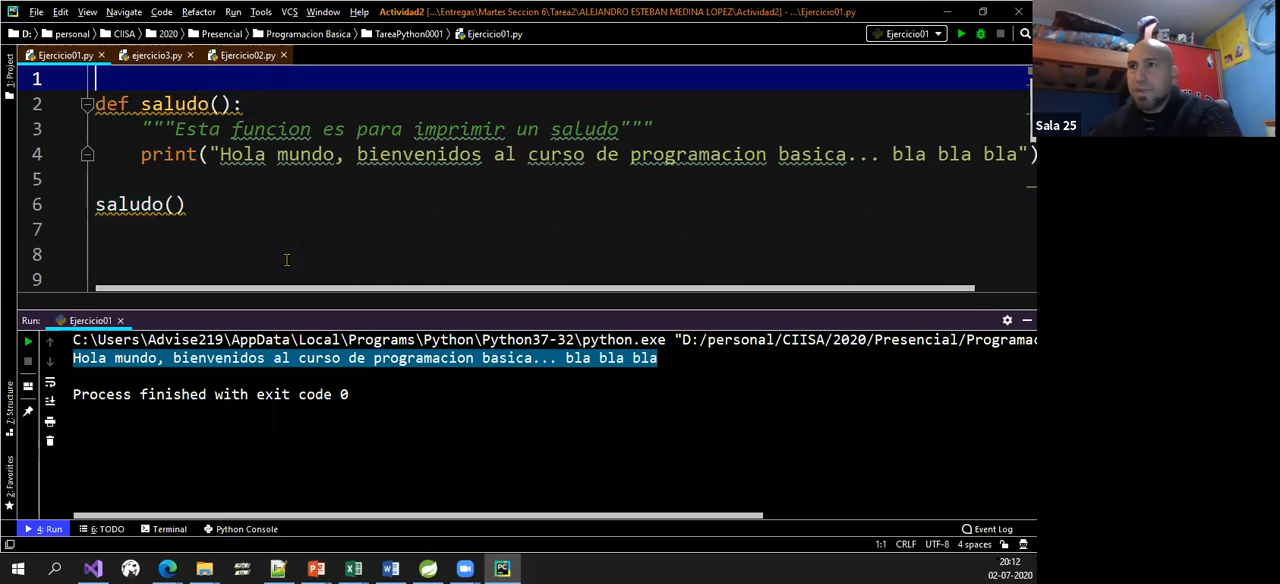 File Edit View Navigate Code Refactor Run Tools VCS Window Help Actividad2 [...\Entregas\Martes Seccion 6\Tarea2\ALEJANDRO ESTEBAN MEDINA LOPEZ\Actividad2] - ...\Ejercicio01.py
D: personal CIISA 2020 Presencial Programacion Basica TareaPython0001 Ejercicio01.py Ejercicio01
Ejercicio01.py ejercicio3.py Ejercicio02.py
1: Project
1
2 def saludo():
3 """Esta funcion es para imprimir un saludo"""
4 print("Hola mundo, bienvenidos al curso de programacion basica... bla bla bla")
5
6 saludo()
7
8
9
Sala 25
Run: Ejercicio01
C:\Users\Advise219\AppData\Local\Programs\Python\Python37-32\python.exe "D:/personal/CIISA/2020/Presencial/Programac
Hola mundo, bienvenidos al curso de programacion basica... bla bla bla
Process finished with exit code 0
7: Structure
2: Favorites
4: Run 6: TODO Terminal Python Console Event Log
1:1 CRLF UTF-8 4 spaces
20:12
02-07-2020